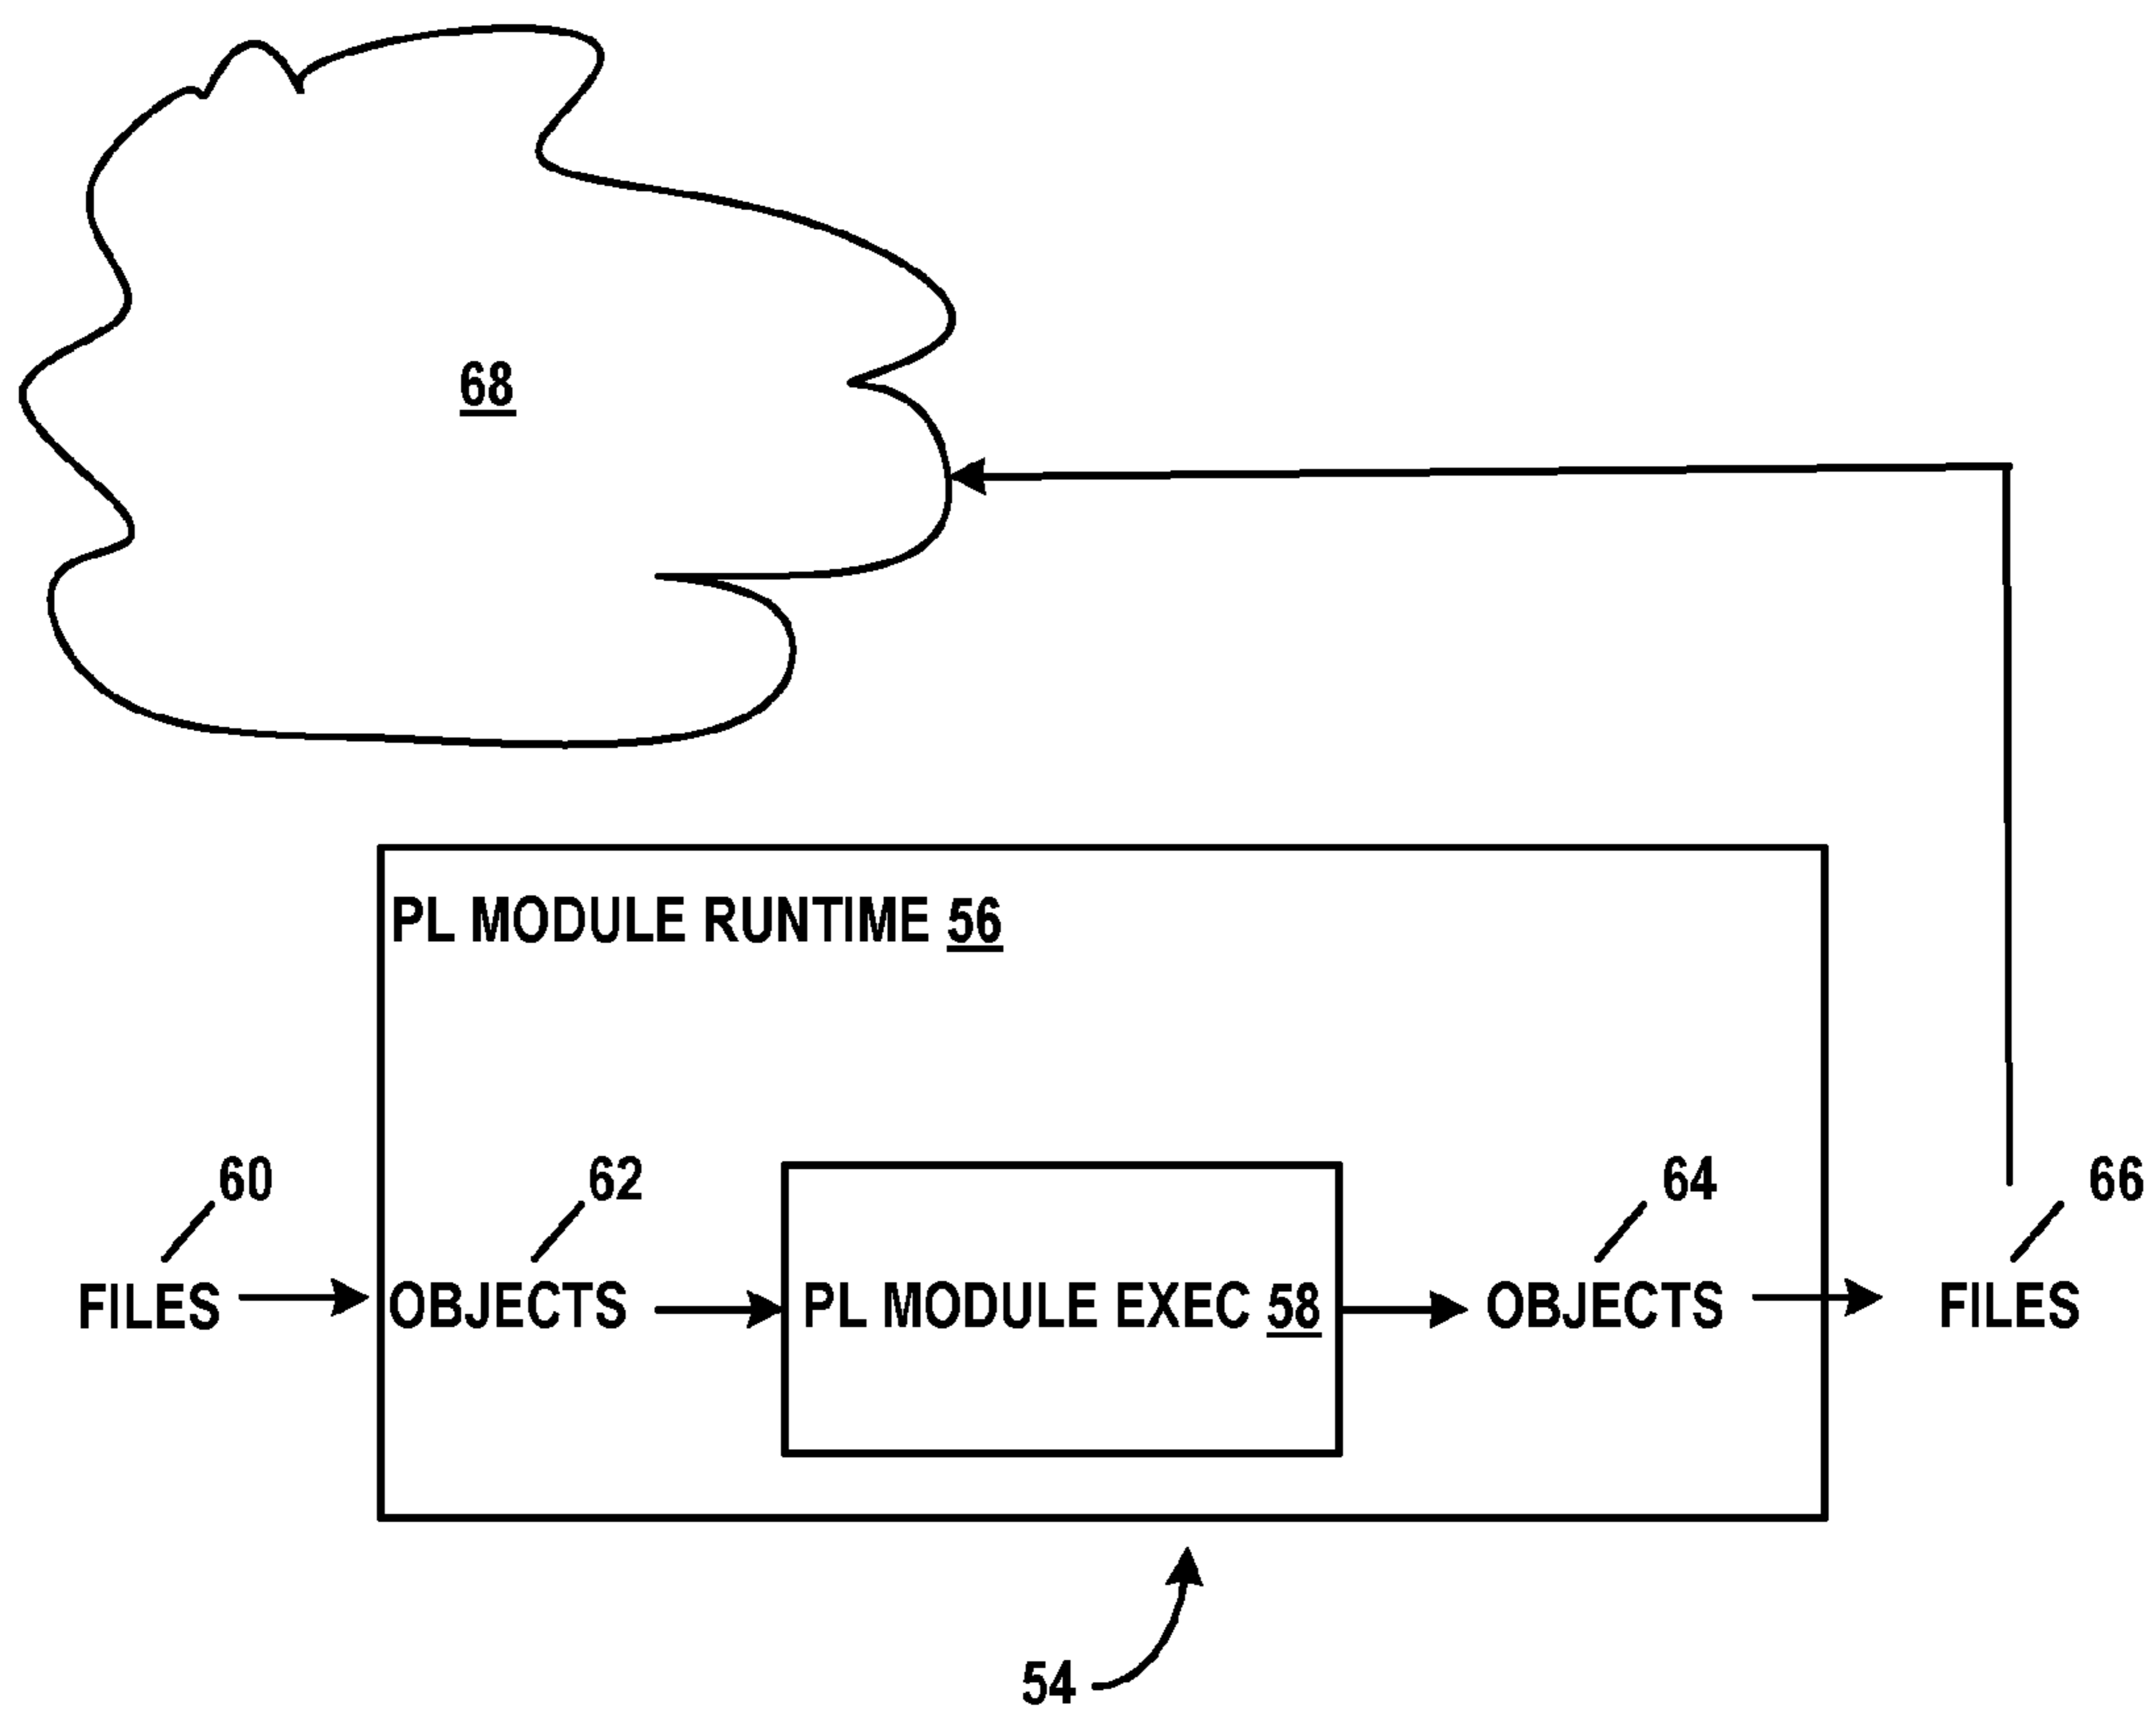 68
PL MODULE RUNTIME 56
60
62
64
66
FILES
OBJECTS
PL MODULE EXEC 58
OBJECTS
FILES
54